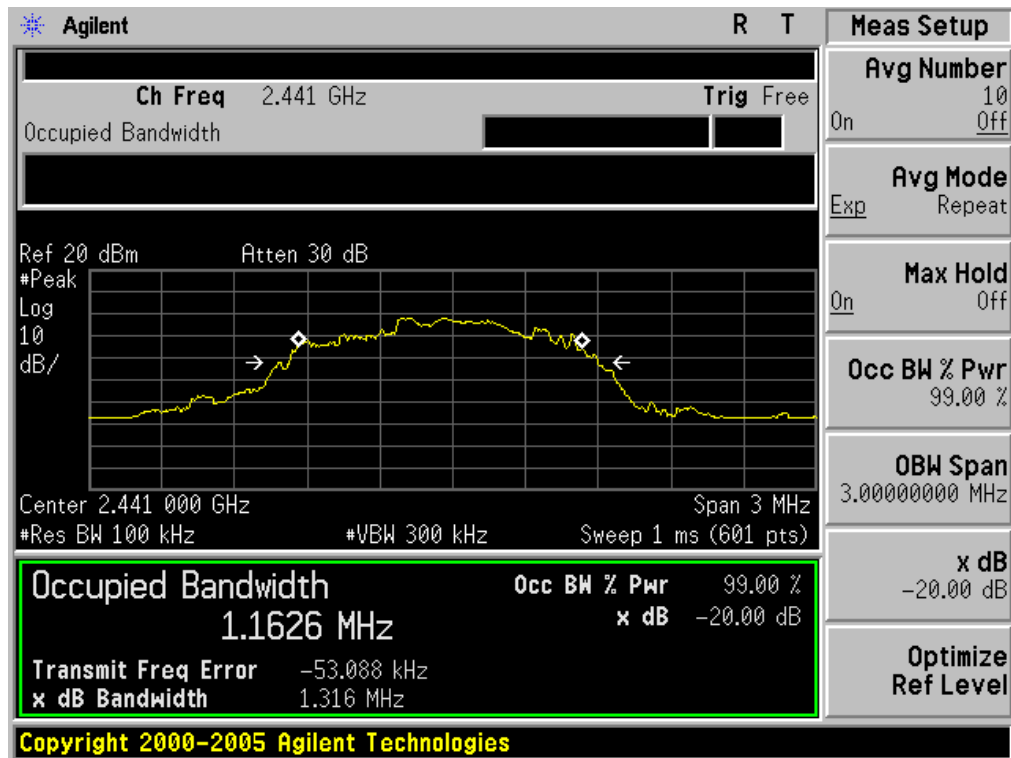 Agilent R T
Ch Freq 2.441 GHz Trig Free
Occupied Bandwidth
Ref 20 dBm Atten 30 dB
#Peak
Log
10
dB/
Center 2.441 000 GHz Span 3 MHz
#Res BW 100 kHz #VBW 300 kHz Sweep 1 ms (601 pts)
Occupied Bandwidth Occ BW % Pwr 99.00 %
1.1626 MHz x dB -20.00 dB
Transmit Freq Error -53.088 kHz
x dB Bandwidth 1.316 MHz
Copyright 2000-2005 Agilent Technologies
Meas Setup
Avg Number
10
On Off
Avg Mode
Exp Repeat
Max Hold
On Off
Occ BW % Pwr
99.00 %
OBW Span
3.00000000 MHz
x dB
-20.00 dB
Optimize
Ref Level